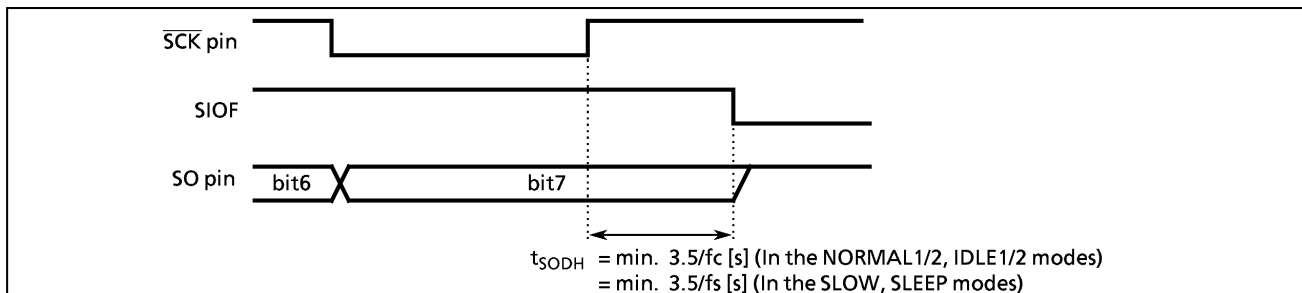 SCK pin
SIOF
SO pin
bit6
bit7
tSODH = min. 3.5/fc [s] (In the NORMAL1/2, IDLE1/2 modes)
= min. 3.5/fs [s] (In the SLOW, SLEEP modes)